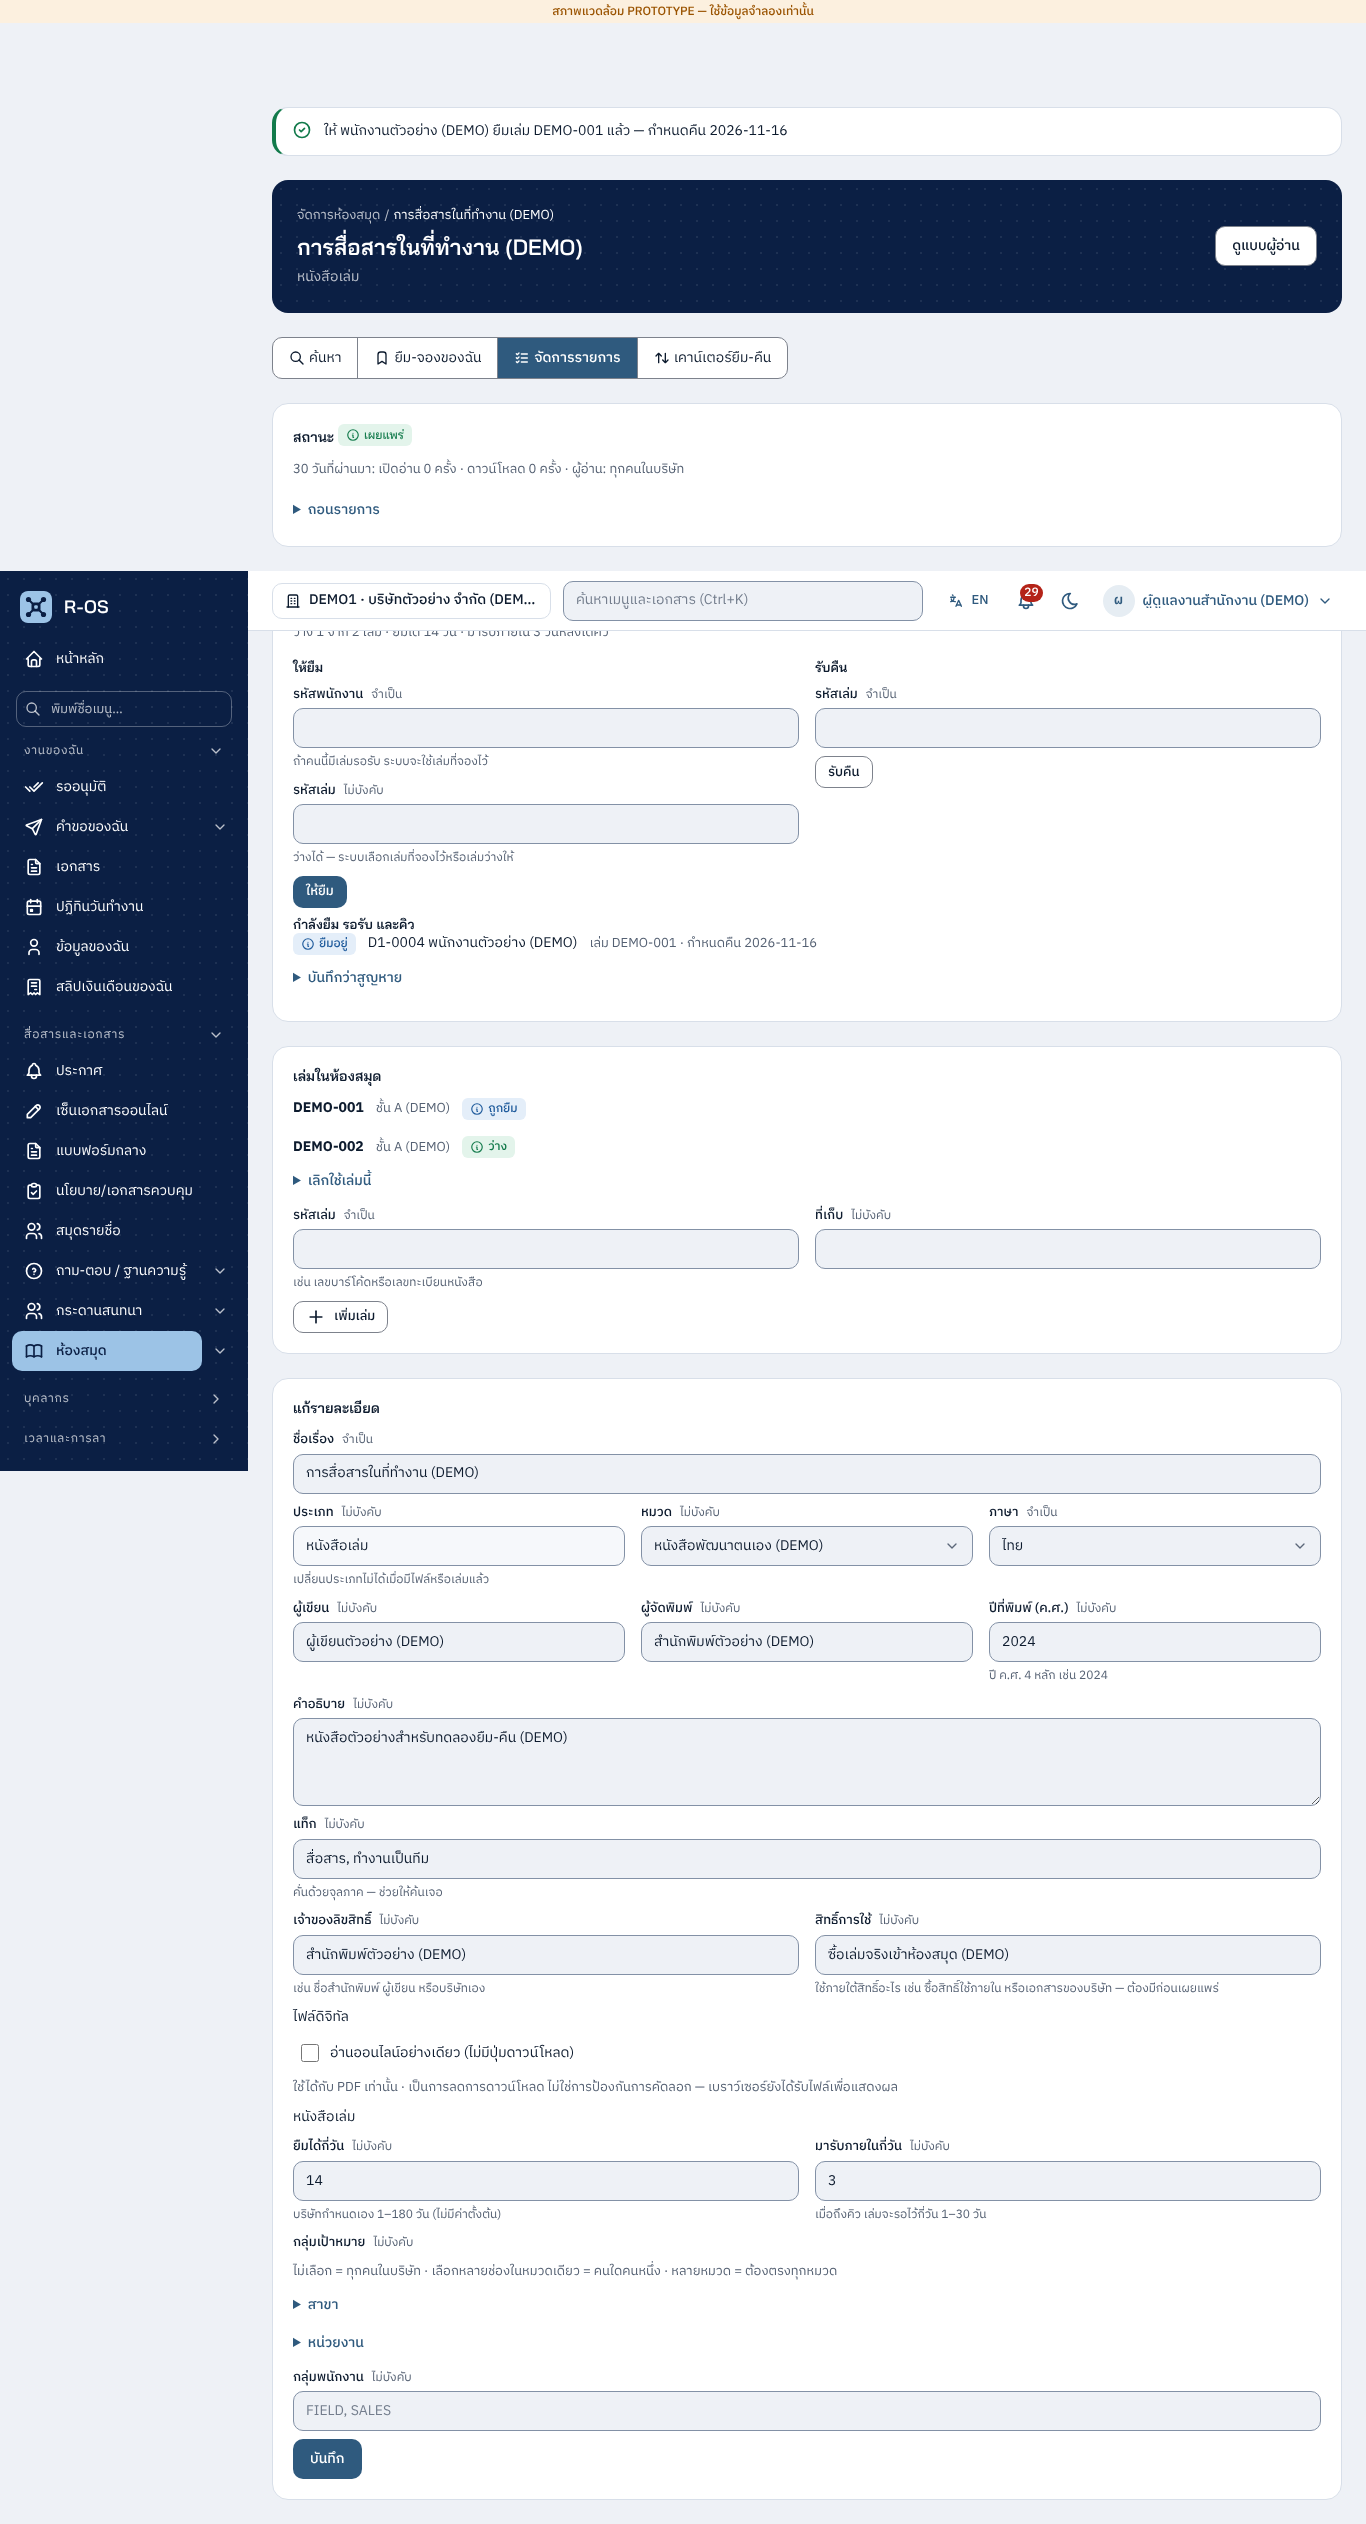 สภาพแวดล้อม PROTOTYPE — ใช้ข้อมูลจำลองเท่านั้น
ให้ พนักงานตัวอย่าง (DEMO) ยืมเล่ม DEMO-001 แล้ว — กำหนดคืน 2026-11-16
จัดการห้องสมุด / การสื่อสารในที่ทำงาน (DEMO)
การสื่อสารในที่ทำงาน (DEMO)
หนังสือเล่ม
ดูแบบผู้อ่าน
ค้นหา
ยืม-จองของฉัน
จัดการรายการ
เคาน์เตอร์ยืม-คืน
สถานะ เผยแพร่
30 วันที่ผ่านมา: เปิดอ่าน 0 ครั้ง · ดาวน์โหลด 0 ครั้ง · ผู้อ่าน: ทุกคนในบริษัท
ถอนรายการ
R-OS
หน้าหลัก
พิมพ์ชื่อเมนู...
งานของฉัน
รออนุมัติ
คำขอของฉัน
เอกสาร
ปฏิทินวันทำงาน
ข้อมูลของฉัน
สลิปเงินเดือนของฉัน
สื่อสารและเอกสาร
ประกาศ
เซ็นเอกสารออนไลน์
แบบฟอร์มกลาง
นโยบาย/เอกสารควบคุม
สมุดรายชื่อ
ถาม-ตอบ / ฐานความรู้
กระดานสนทนา
ห้องสมุด
บุคลากร
เวลาและการลา
DEMO1 · บริษัทตัวอย่าง จำกัด (DEM...
ค้นหาเมนูและเอกสาร (Ctrl+K)
EN
29
ผ
ผู้ดูแลงานสำนักงาน (DEMO)
ว่าง 1 จาก 2 เล่ม · ยืมได้ 14 วัน · มารับภายใน 3 วันหลังได้คิว
ให้ยืม
รหัสพนักงาน จำเป็น
ถ้าคนนี้มีเล่มรอรับ ระบบจะใช้เล่มที่จองไว้
รหัสเล่ม ไม่บังคับ
ว่างได้ — ระบบเลือกเล่มที่จองไว้หรือเล่มว่างให้
ให้ยืม
รับคืน
รหัสเล่ม จำเป็น
รับคืน
กำลังยืม รอรับ และคิว
ยืมอยู่ D1-0004 พนักงานตัวอย่าง (DEMO) เล่ม DEMO-001 · กำหนดคืน 2026-11-16
บันทึกว่าสูญหาย
เล่มในห้องสมุด
DEMO-001 ชั้น A (DEMO) ถูกยืม
DEMO-002 ชั้น A (DEMO) ว่าง
เลิกใช้เล่มนี้
รหัสเล่ม จำเป็น
ที่เก็บ ไม่บังคับ
เช่น เลขบาร์โค้ดหรือเลขทะเบียนหนังสือ
เพิ่มเล่ม
แก้รายละเอียด
ชื่อเรื่อง จำเป็น
การสื่อสารในที่ทำงาน (DEMO)
ประเภท ไม่บังคับ
หมวด ไม่บังคับ
ภาษา จำเป็น
หนังสือเล่ม
หนังสือพัฒนาตนเอง (DEMO)
ไทย
เปลี่ยนประเภทไม่ได้เมื่อมีไฟล์หรือเล่มแล้ว
ผู้เขียน ไม่บังคับ
ผู้จัดพิมพ์ ไม่บังคับ
ปีที่พิมพ์ (ค.ศ.) ไม่บังคับ
ผู้เขียนตัวอย่าง (DEMO)
สำนักพิมพ์ตัวอย่าง (DEMO)
2024
ปี ค.ศ. 4 หลัก เช่น 2024
คำอธิบาย ไม่บังคับ
หนังสือตัวอย่างสำหรับทดลองยืม-คืน (DEMO)
แท็ก ไม่บังคับ
สื่อสาร, ทำงานเป็นทีม
คั่นด้วยจุลภาค — ช่วยให้ค้นเจอ
เจ้าของลิขสิทธิ์ ไม่บังคับ
สิทธิ์การใช้ ไม่บังคับ
สำนักพิมพ์ตัวอย่าง (DEMO)
ซื้อเล่มจริงเข้าห้องสมุด (DEMO)
เช่น ชื่อสำนักพิมพ์ ผู้เขียน หรือบริษัทเอง
ใช้ภายใต้สิทธิ์อะไร เช่น ซื้อสิทธิ์ใช้ภายใน หรือเอกสารของบริษัท — ต้องมีก่อนเผยแพร่
ไฟล์ดิจิทัล
อ่านออนไลน์อย่างเดียว (ไม่มีปุ่มดาวน์โหลด)
ใช้ได้กับ PDF เท่านั้น · เป็นการลดการดาวน์โหลด ไม่ใช่การป้องกันการคัดลอก — เบราว์เซอร์ยังได้รับไฟล์เพื่อแสดงผล
หนังสือเล่ม
ยืมได้กี่วัน ไม่บังคับ
มารับภายในกี่วัน ไม่บังคับ
14
3
บริษัทกำหนดเอง 1–180 วัน (ไม่มีค่าตั้งต้น)
เมื่อถึงคิว เล่มจะรอไว้กี่วัน 1–30 วัน
กลุ่มเป้าหมาย ไม่บังคับ
ไม่เลือก = ทุกคนในบริษัท · เลือกหลายช่องในหมวดเดียว = คนใดคนหนึ่ง · หลายหมวด = ต้องตรงทุกหมวด
สาขา
หน่วยงาน
กลุ่มพนักงาน ไม่บังคับ
FIELD, SALES
บันทึก